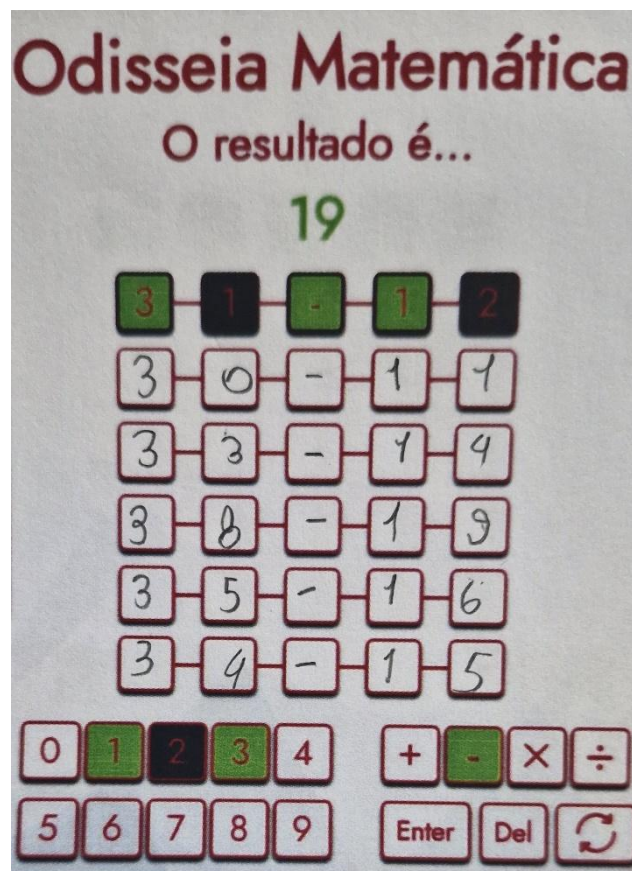 Odisseia Matemática
O resultado é...
19
3 1 - 1 2
3 0 - 1 1
3 3 - 1 4
3 8 - 1 9
3 5 - 1 6
3 4 - 1 5
0 1 2 3 4 + - × ÷
5 6 7 8 9 Enter Del